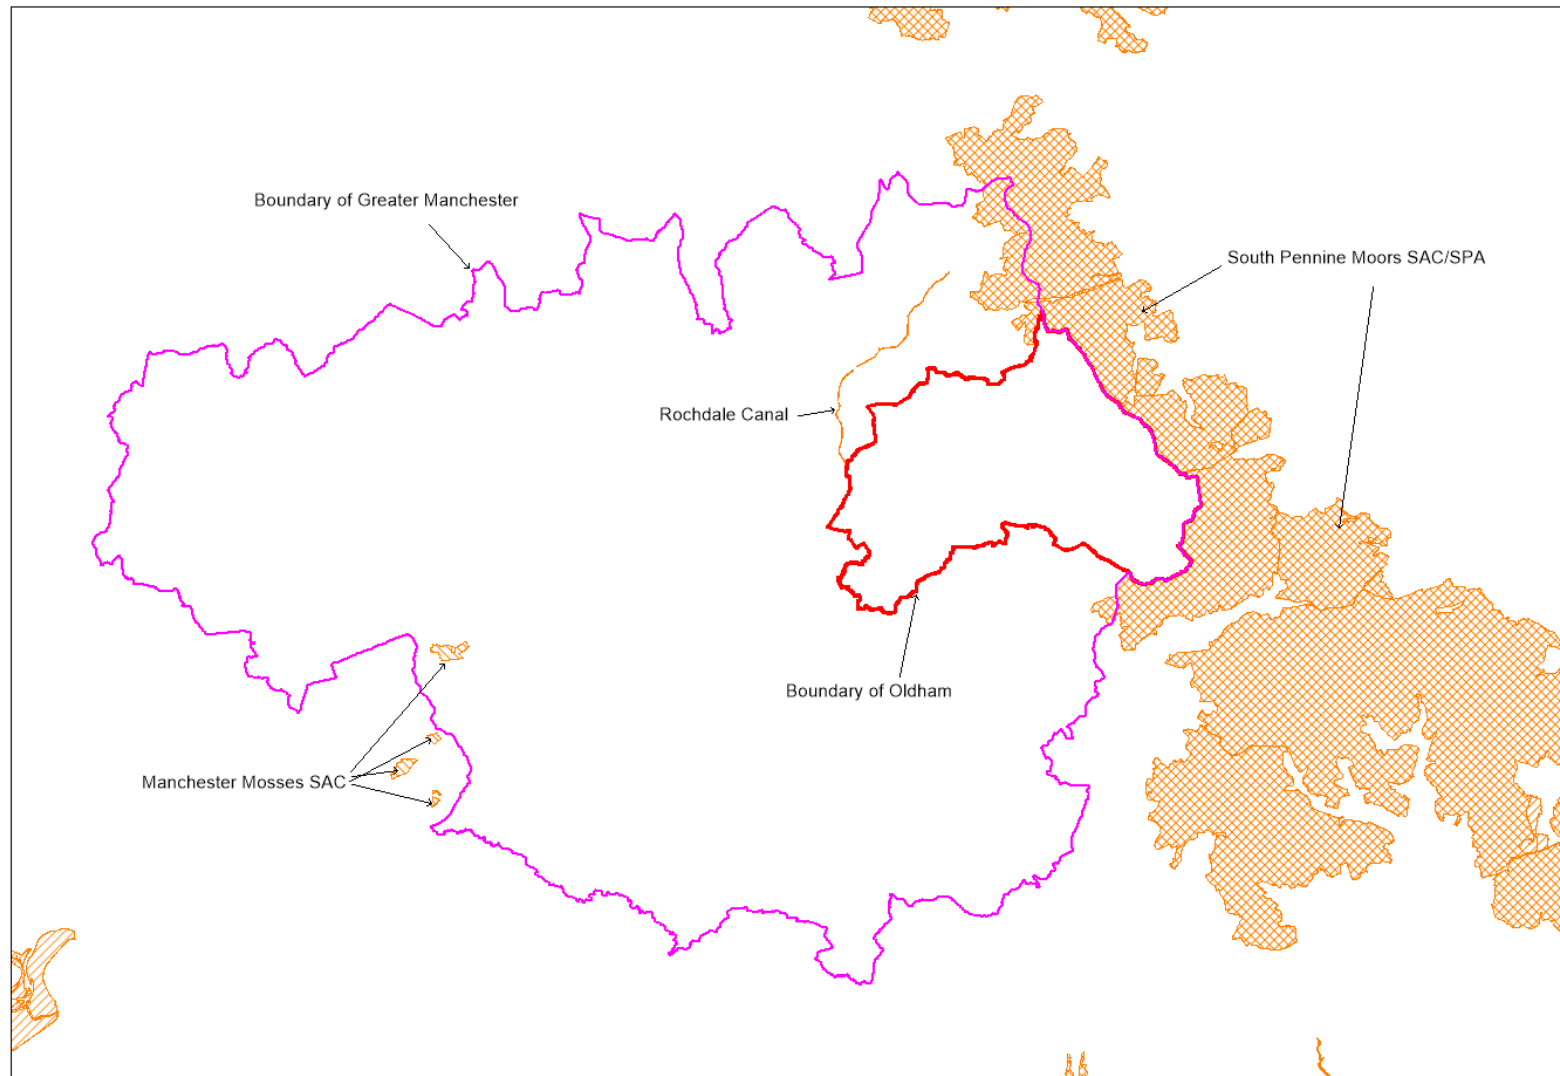 Boundary of Greater Manchester
South Pennine Moors SAC/SPA
Rochdale Canal
Boundary of Oldham
Manchester Mosses SAC